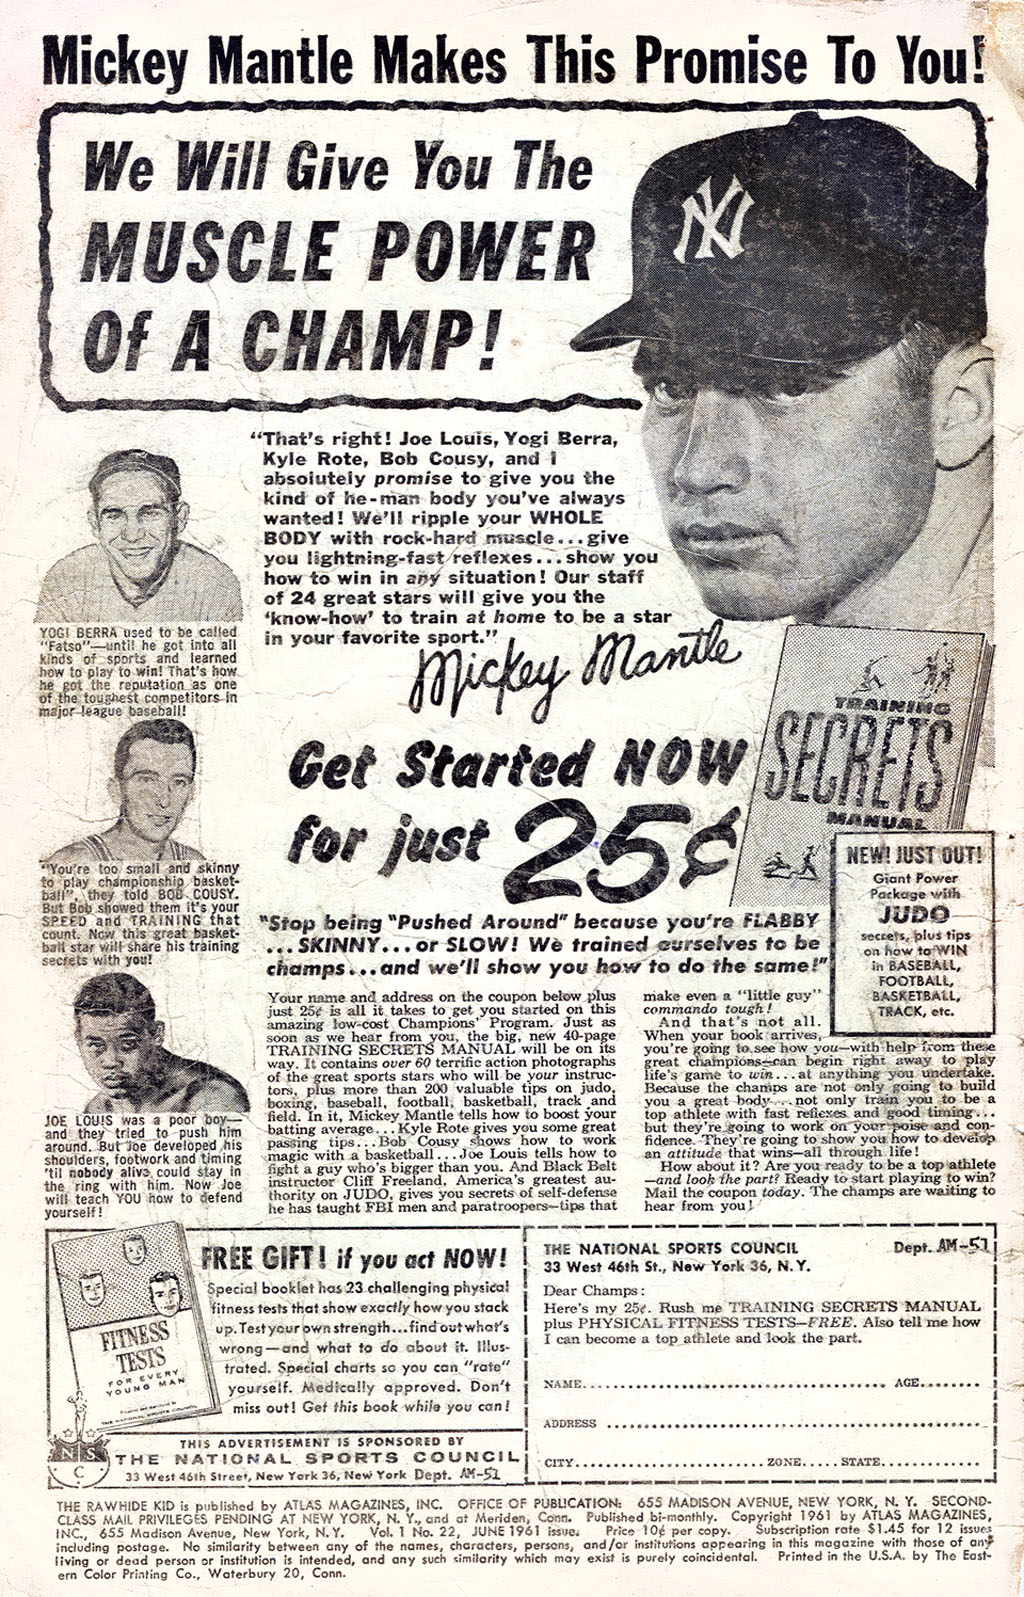 Mickey Mantle Makes This Promise To You!
We Will Give You The
MUSCLE POWER
Of A CHAMP!
NY
"That's right! Joe Louis, Yogi Berra,
Kyle Rote, Bob Cousy, and I
absolutely promise to give you the
kind of he-man body you've always
wanted! We'll ripple your WHOLE
BODY with rock-hard muscle...give
you lightning-fast reflexes...show you
how to win in any situation! Our staff
of 24 great stars will give you the
'know-how' to train at home to be a star
in your favorite sport."
Mickey Mantle
YOGI BERRA used to be called
"Fatso"—until he got into all
kinds of sports and learned
how to play to win! That's how
he got the reputation as one
of the toughest competitors in
major league baseball!
"You're too small and skinny
to play championship basket-
ball", they told BOB COUSY.
But Bob showed them it's your
SPEED and TRAINING that
count. Now this great basket-
ball star will share his training
secrets with you!
JOE LOUIS was a poor boy—
and they tried to push him
around. But Joe developed his
shoulders, footwork and timing
'til nobody alive could stay in
the ring with him. Now Joe
will teach YOU how to defend
yourself!
Get Started NOW
for just 25¢
TRAINING
SECRETS
MANUAL
NEW! JUST OUT!
Giant Power
Package with
JUDO
secrets, plus tips
on how to WIN
in BASEBALL,
FOOTBALL,
BASKETBALL,
TRACK, etc.
"Stop being "Pushed Around" because you're FLABBY
...SKINNY...or SLOW! We trained ourselves to be
champs...and we'll show you how to do the same!"
Your name and address on the coupon below plus
just 25¢ is all it takes to get you started on this
amazing low-cost Champions' Program. Just as
soon as we hear from you, the big, new 40-page
TRAINING SECRETS MANUAL will be on its
way. It contains over 60 terrific action photographs
of the great sports stars who will be your instruc-
tors, plus more than 200 valuable tips on judo,
boxing, baseball, football, basketball, track and
field. In it, Mickey Mantle tells how to boost your
batting average...Kyle Rote gives you some great
passing tips...Bob Cousy shows how to work
magic with a basketball...Joe Louis tells how to
fight a guy who's bigger than you. And Black Belt
instructor Cliff Freeland, America's greatest au-
thority on JUDO, gives you secrets of self-defense
he has taught FBI men and paratroopers—tips that
make even a "little guy"
commando tough!
And that's not all.
When your book arrives,
you're going to see how you—with help from these
great champions—can begin right away to play
life's game to win...at anything you undertake.
Because the champs are not only going to build
you a great body...not only train you to be a
top athlete with fast reflexes and good timing...
but they're going to work on your poise and con-
fidence. They're going to show you how to develop
an attitude that wins—all through life!
How about it? Are you ready to be a top athlete
—and look the part? Ready to start playing to win?
Mail the coupon today. The champs are waiting to
hear from you!
FITNESS
TESTS
FOR EVERY
YOUNG MAN
THE NATIONAL SPORTS COUNCIL
FREE GIFT! if you act NOW!
Special booklet has 23 challenging physical
fitness tests that show exactly how you stack
up. Test your own strength...find out what's
wrong—and what to do about it. Illus-
trated. Special charts so you can "rate"
yourself. Medically approved. Don't
miss out! Get this book while you can!
NSC
THIS ADVERTISEMENT IS SPONSORED BY
THE NATIONAL SPORTS COUNCIL
33 West 46th Street, New York 36, New York Dept. AM-51
THE NATIONAL SPORTS COUNCIL Dept. AM-51
33 West 46th St., New York 36, N.Y.
Dear Champs:
Here's my 25¢. Rush me TRAINING SECRETS MANUAL
plus PHYSICAL FITNESS TESTS—FREE. Also tell me how
I can become a top athlete and look the part.
NAME AGE
ADDRESS
CITY ZONE STATE
THE RAWHIDE KID is published by ATLAS MAGAZINES, INC. OFFICE OF PUBLICATION: 655 MADISON AVENUE, NEW YORK, N. Y. SECOND-
CLASS MAIL PRIVILEGES PENDING AT NEW YORK, N. Y., and at Meriden, Conn. Published bi-monthly. Copyright 1961 by ATLAS MAGAZINES,
INC., 655 Madison Avenue, New York, N.Y. Vol. 1 No. 22, JUNE 1961 issue. Price 10¢ per copy. Subscription rate $1.45 for 12 issues
including postage. No similarity between any of the names, characters, persons, and/or institutions appearing in this magazine with those of any
living or dead person or institution is intended, and any such similarity which may exist is purely coincidental. Printed in the U.S.A. by The East-
ern Color Printing Co., Waterbury 20, Conn.